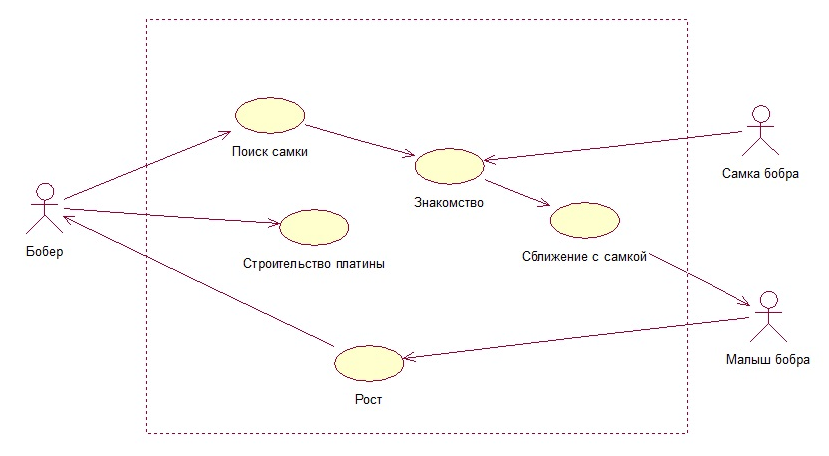 Поиск самки
Самка бобра
Знакомство
Бобер
Строительство платины
Сближение с самкой
Малыш бобра
Рост